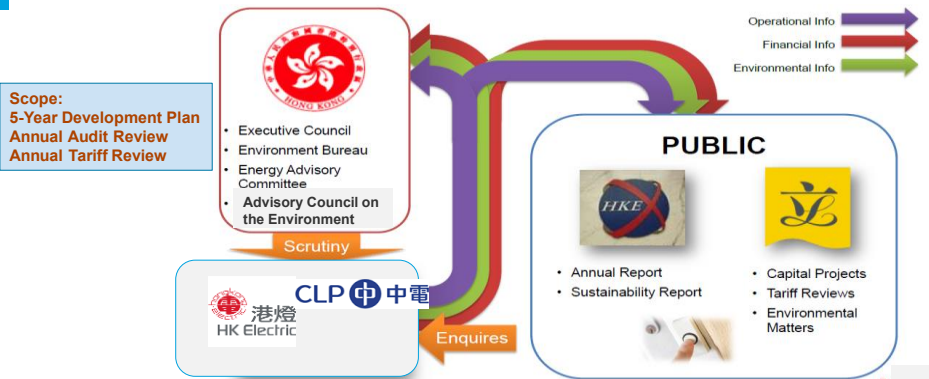 Operational Info
Financial Info
Environmental Info
Scope:
5-Year Development Plan
Annual Audit Review
Annual Tariff Review
HONG KONG
• Executive Council
• Environment Bureau
• Energy Advisory
Committee
• Advisory Council on
the Environment
Scrutiny
港燈
HK Electric
CLP 中電
Enquires
PUBLIC
HKEX
• Annual Report
• Sustainability Report
• Capital Projects
• Tariff Reviews
• Environmental
Matters